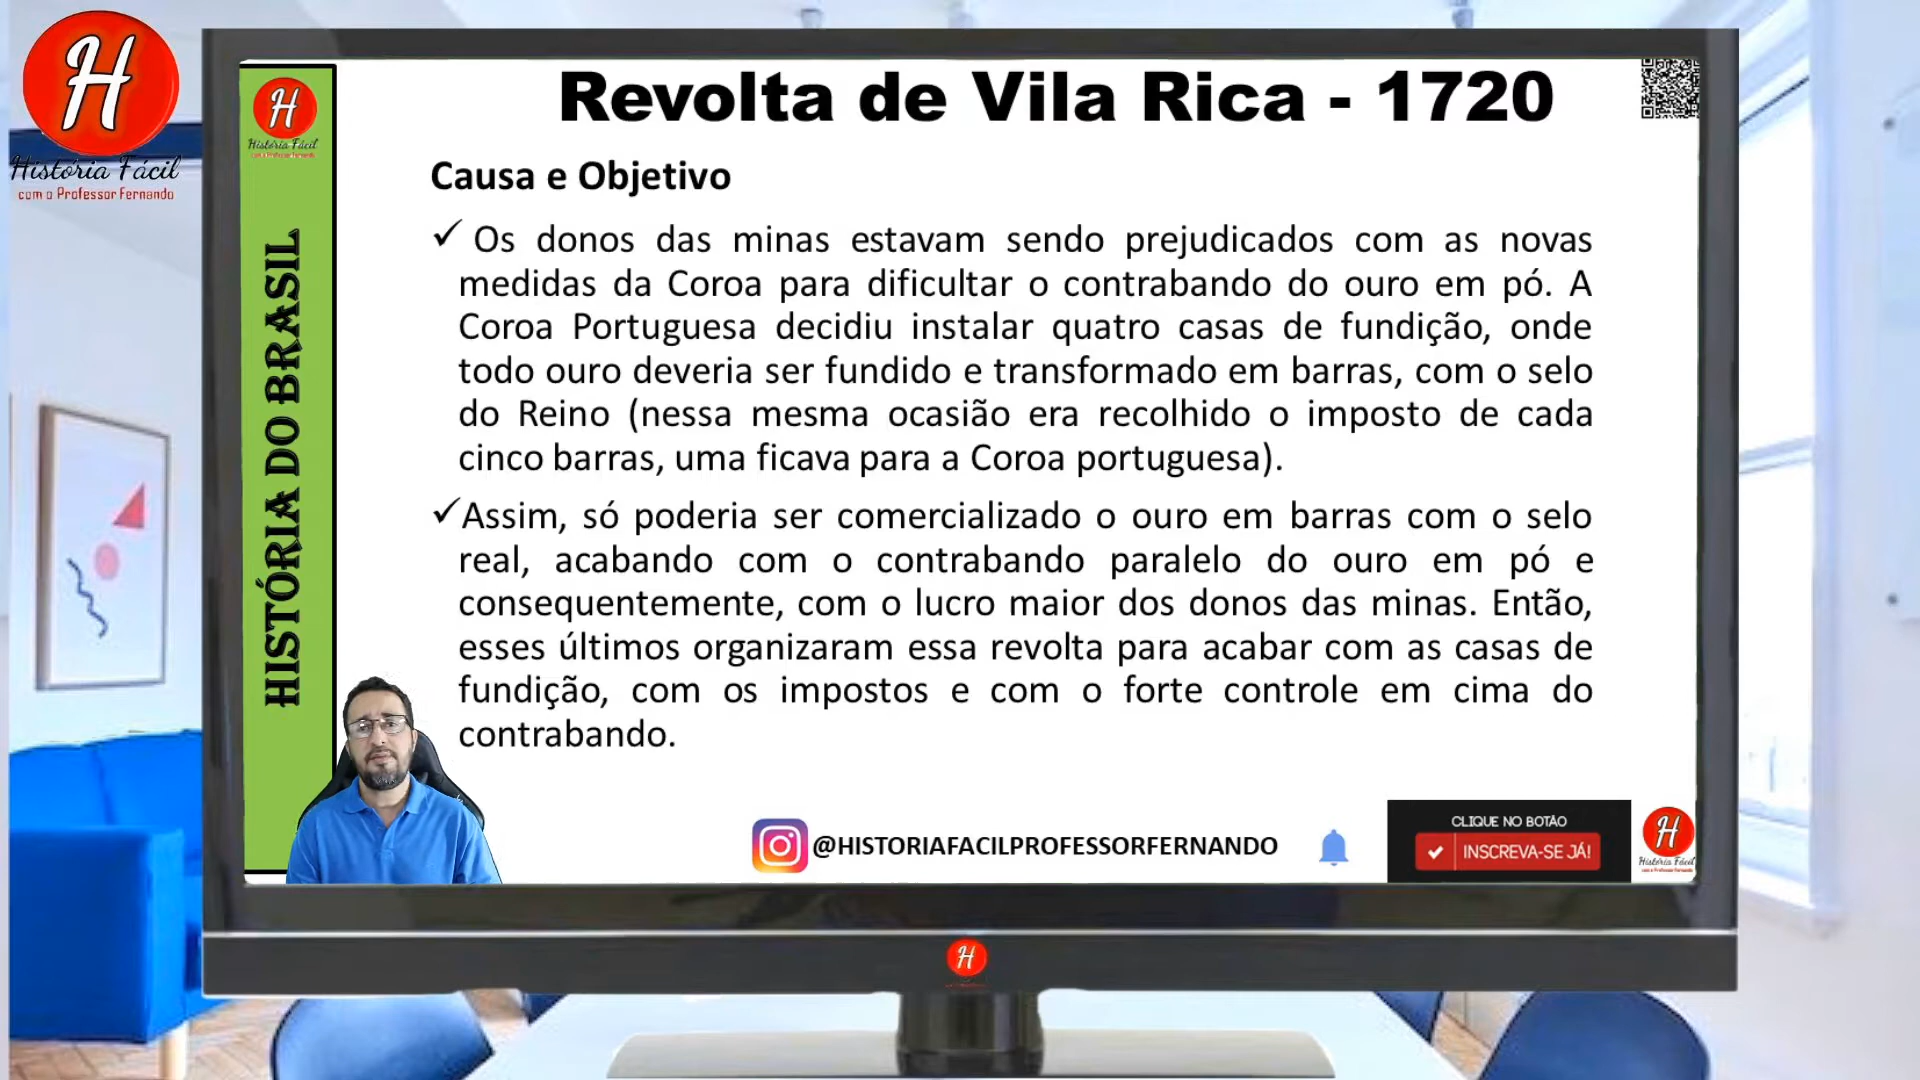 H
História Fácil
com o Professor Fernando
H
História Fácil
com o Professor Fernando
HISTÓRIA DO BRASIL
Revolta de Vila Rica - 1720
Causa e Objetivo
✓ Os donos das minas estavam sendo prejudicados com as novas
medidas da Coroa para dificultar o contrabando do ouro em pó. A
Coroa Portuguesa decidiu instalar quatro casas de fundição, onde
todo ouro deveria ser fundido e transformado em barras, com o selo
do Reino (nessa mesma ocasião era recolhido o imposto de cada
cinco barras, uma ficava para a Coroa portuguesa).
✓Assim, só poderia ser comercializado o ouro em barras com o selo
real, acabando com o contrabando paralelo do ouro em pó e
consequentemente, com o lucro maior dos donos das minas. Então,
esses últimos organizaram essa revolta para acabar com as casas de
fundição, com os impostos e com o forte controle em cima do
contrabando.
@HISTORIAFACILPROFESSORFERNANDO
CLIQUE NO BOTÃO
INSCREVA-SE JÁ!
H
História Fácil
com o Professor Fernando
H